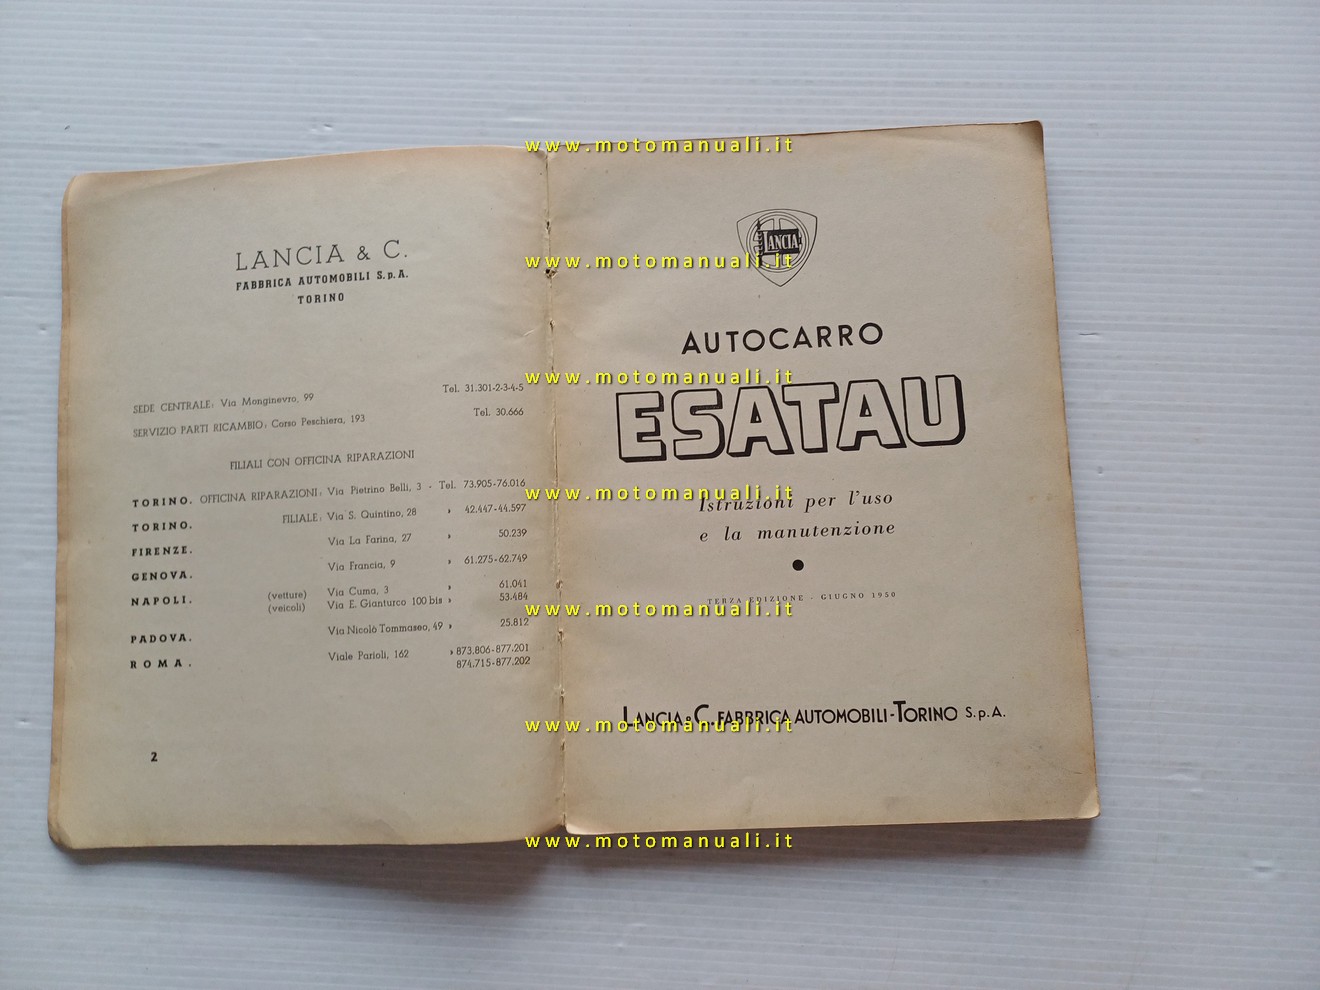 LANCIA & C.
FABBRICA AUTOMOBILI S.p.A.
TORINO
SEDE CENTRALE: Via Monginevro, 99 Tel. 31.301-2-3-4-5
SERVIZIO PARTI RICAMBIO: Corso Peschiera, 193 Tel. 30.666
FILIALI CON OFFICINA RIPARAZIONI
TORINO. OFFICINA RIPARAZIONI: Via Pietrino Belli, 3 - Tel. 73.905-76.016
TORINO. FILIALE: Via S. Quintino, 28 » 42.447-44.597
FIRENZE. Via La Farina, 27 » 50.239
GENOVA. Via Francia, 9 » 61.275-62.749
NAPOLI. (vetture) Via Cuma, 3 » 61.041
(veicoli) Via E. Gianturco 100 bis » 53.484
PADOVA. Via Nicolò Tommaseo, 49 » 25.812
ROMA. Viale Parioli, 162 » 873.806-877.201
874.715-877.202
2
LANCIA
AUTOCARRO
ESATAU
Istruzioni per l'uso
e la manutenzione
TERZA EDIZIONE - GIUGNO 1950
LANCIA & C. FABBRICA AUTOMOBILI-TORINO S.p.A.
www.motomanuali.it
www.motomanuali.it
www.motomanuali.it
www.motomanuali.it
www.motomanuali.it
www.motomanuali.it
www.motomanuali.it